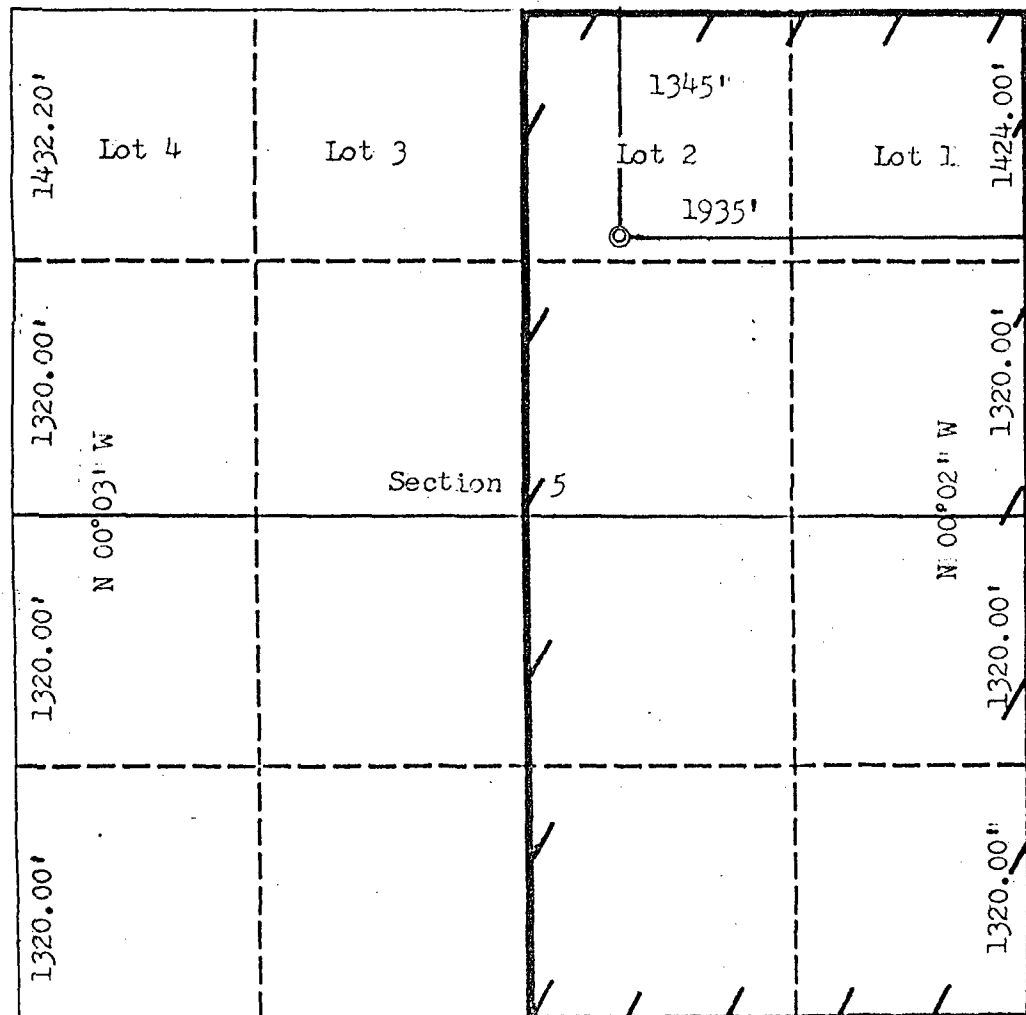 1345"
1432.20'
Lot 4
Lot 3
Lot 2
Lot 1
1424.00'
1935'
1320.00'
1320.00'
N 00°03' W
Section 5
N 00°02" W
1320.00'
1320.00'
1320.00'
1320.00"